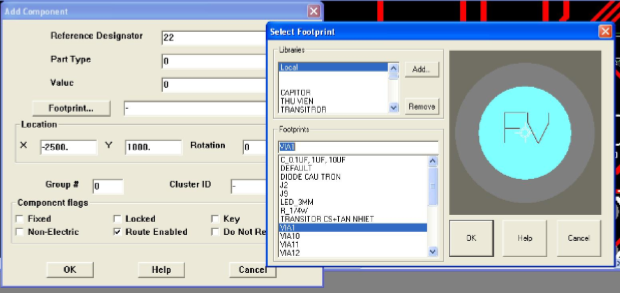 Add Component
Reference Designator 22
Part Type 0
Value 0
Footprint... -
Location
X -2500. Y 1000. Rotation 0
Group # 0 Cluster ID -
Component flags
Fixed Locked Key
Non-Electric Route Enabled Do Not Re
OK Help Cancel
Select Footprint
Libraries
Local
CAPITOR
THU VIEN
TRANSITROR
Add...
Remove
Footprints
VIA1
C_0.1UF, 1UF, 10UF
DEFAULT
DIODE CAU TRON
J2
J9
LED_3MM
R_1/4W
TRANSITOR CS+TAN NHIET
VIA1
VIA10
VIA11
VIA12
FV
OK Help Cancel